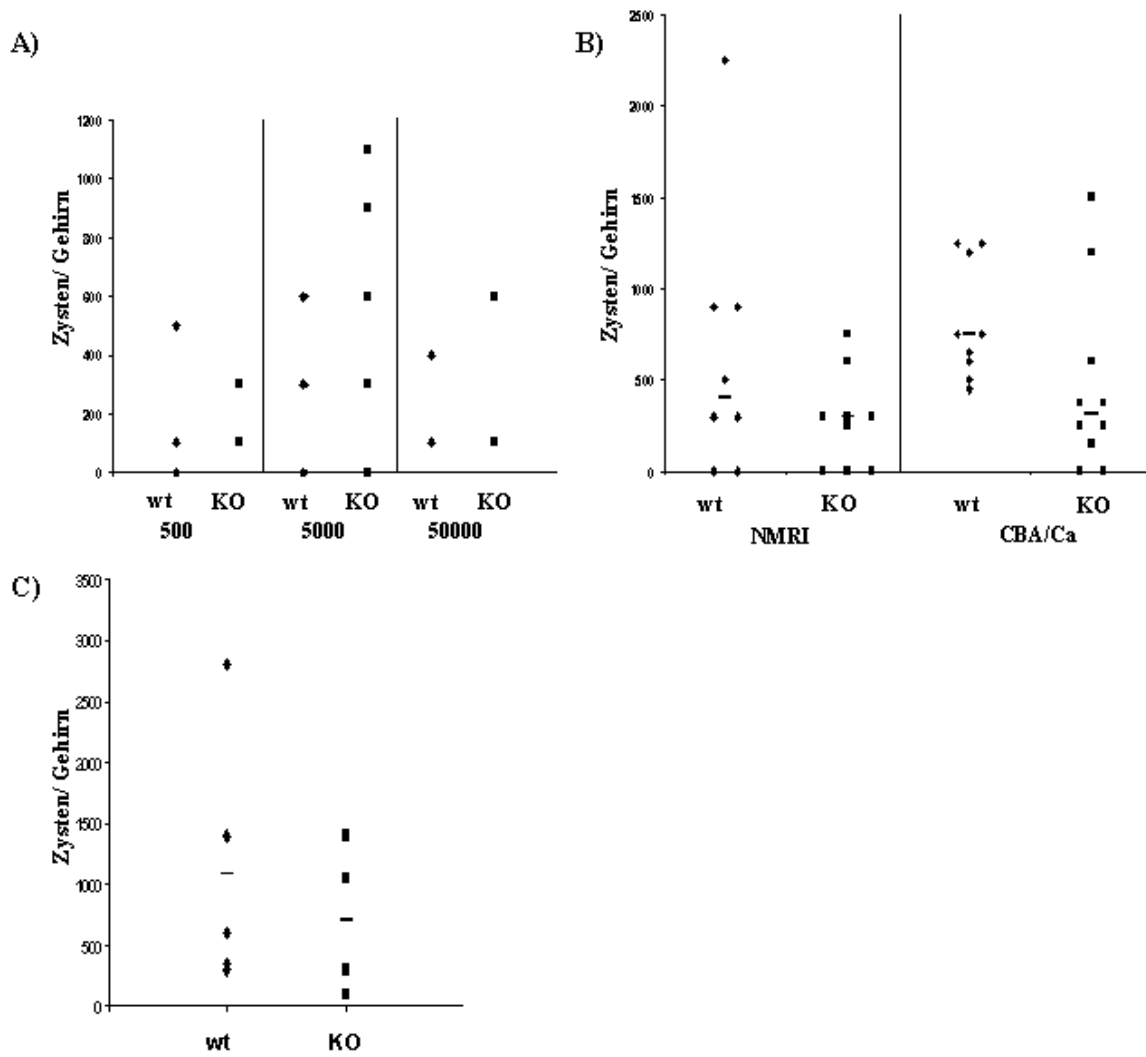 A)
Zysten/ Gehirn
1200
1000
800
600
400
200
0
wt KO wt KO wt KO
500 5000 50000
B)
Zysten/ Gehirn
2500
2000
1500
1000
500
0
wt KO wt KO
NMRI CBA/Ca
C)
Zysten/ Gehirn
3500
3000
2500
2000
1500
1000
500
0
wt KO